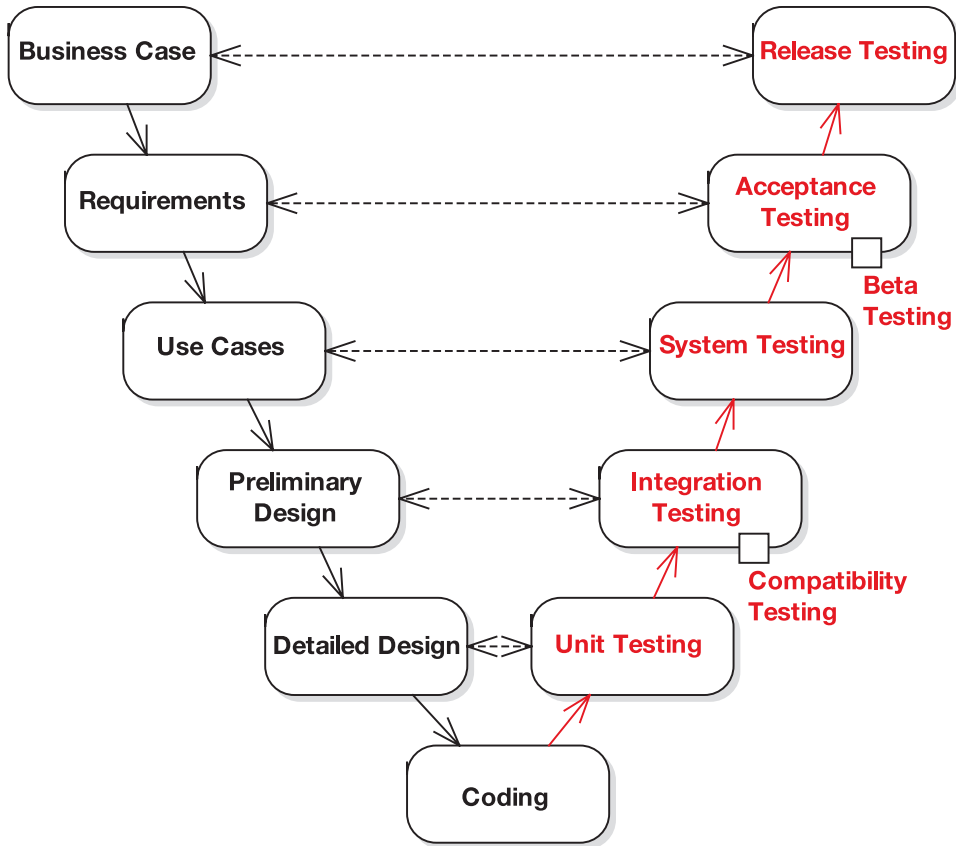 Business Case
Release Testing
Requirements
Acceptance
Testing
Beta
Testing
Use Cases
System Testing
Preliminary
Design
Integration
Testing
Compatibility
Testing
Detailed Design
Unit Testing
Coding